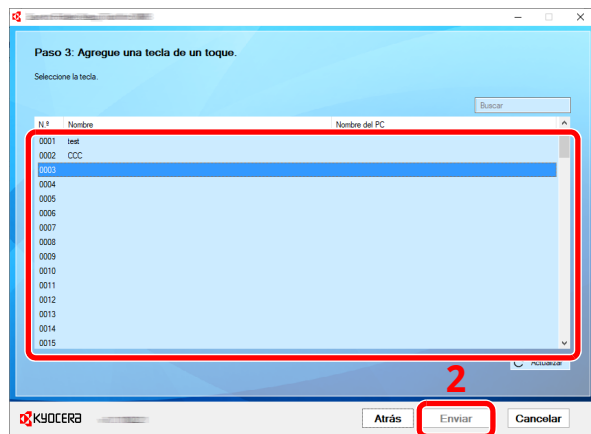 Paso 3: Agregue una tecla de un toque.
Seleccione la tecla.
Buscar
N.º Nombre Nombre del PC
0001 test
0002 CCC
0003
0004
0005
0006
0007
0008
0009
0010
0011
0012
0013
0014
0015
Actualizar
2
KYOCERA Atrás Enviar Cancelar